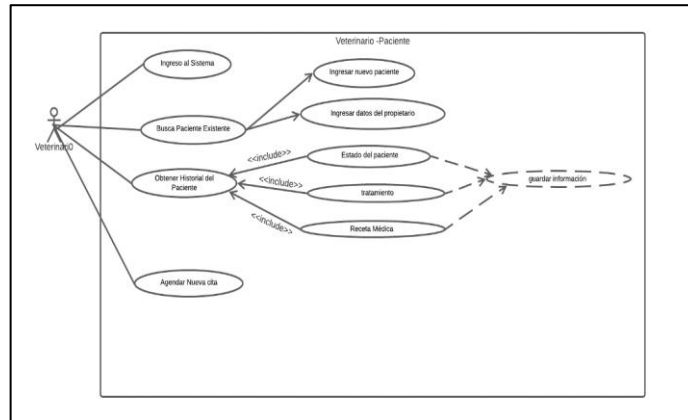 Veterinario -Paciente
Ingreso al Sistema
Ingresar nuevo paciente
Busca Paciente Existente
Ingresar datos del propietario
Veterinari0
<<include>>
Estado del paciente
Obtener Historial del
Paciente
<<include>>
tratamiento
guardar información
<<include>>
Receta Médica
Agendar Nueva cita